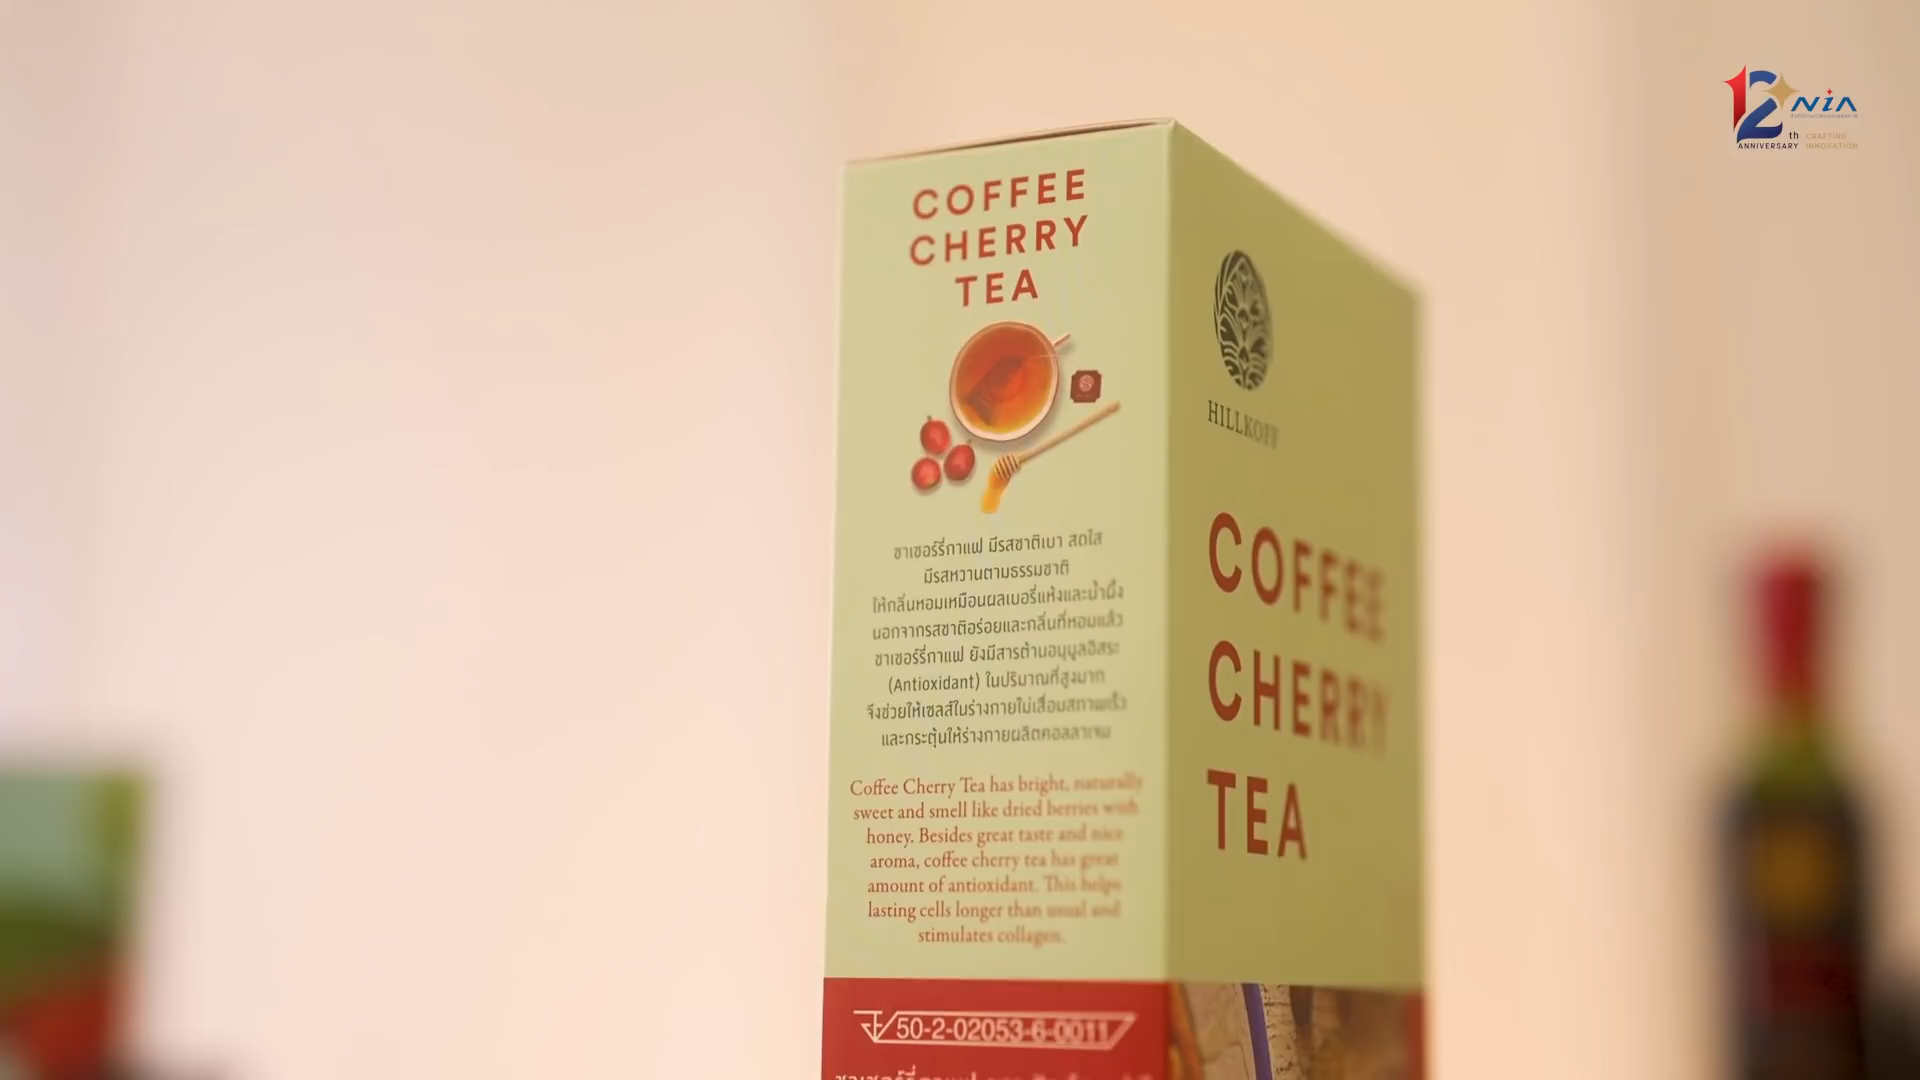 12th
ANNIVERSARY
NIA
CRAFTING
INNOVATION
COFFEE
CHERRY
TEA
ชาเชอร์รี่กาแฟ มีรสชาติเบา สดใส
มีรสหวานตามธรรมชาติ
ให้กลิ่นหอมเหมือนผลเบอรี่แห้งและน้ำผึ้ง
นอกจากรสชาติอร่อยและกลิ่นที่หอมแล้ว
ชาเชอร์รี่กาแฟ ยังมีสารต้านอนุมูลอิสระ
(Antioxidant) ในปริมาณที่สูงมาก
จึงช่วยให้เซลส์ในร่างกายไม่เสื่อมสภาพเร็ว
และกระตุ้นให้ร่างกายผลิตคอลลาเจน
Coffee Cherry Tea has bright, naturally
sweet and smell like dried berries with
honey. Besides great taste and nice
aroma, coffee cherry tea has great
amount of antioxidant. This helps
lasting cells longer than usual and
stimulates collagen.
50-2-02053-6-0011
HILLKOFF
COFFEE
CHERRY
TEA